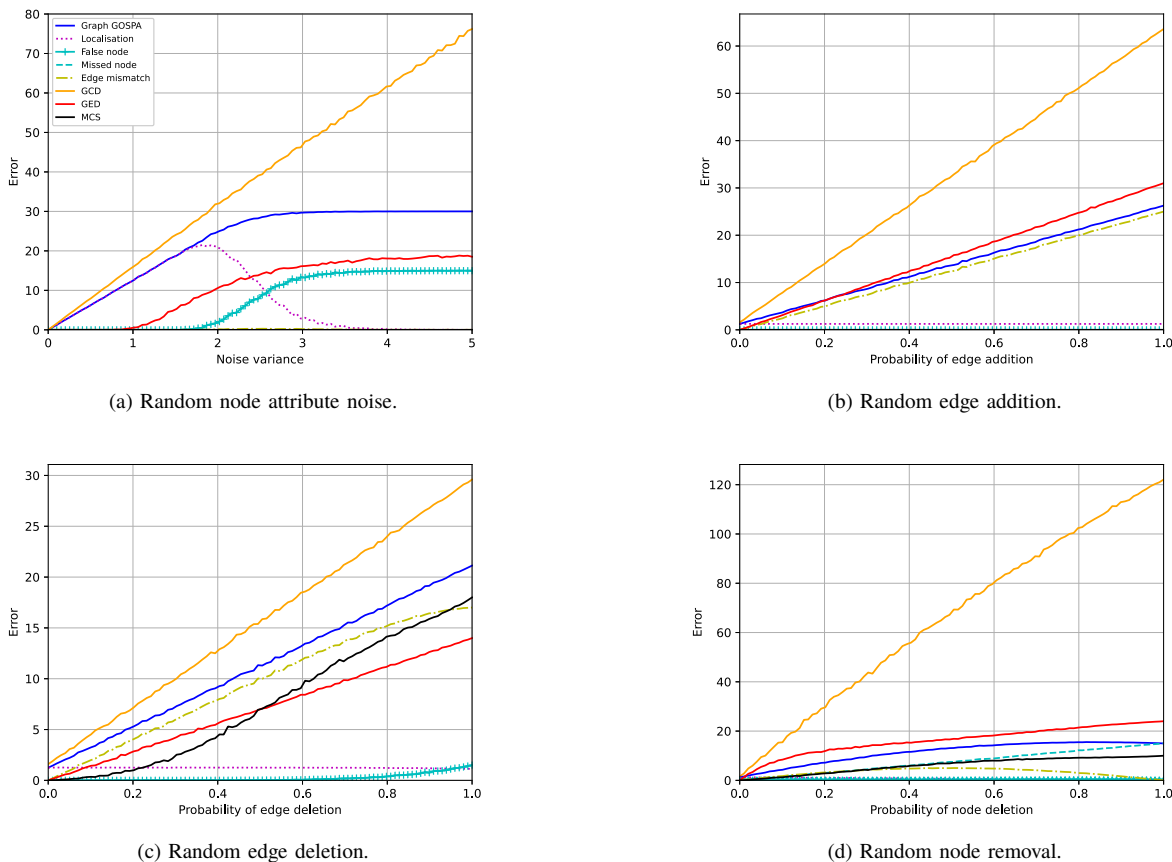 80
70
60
50
40
30
20
10
0
Error
Graph GOSPA
Localisation
False node
Missed node
Edge mismatch
GCD
GED
MCS
0 1 2 3 4 5
Noise variance
(a) Random node attribute noise.
60
50
40
30
20
10
0
Error
0.0 0.2 0.4 0.6 0.8 1.0
Probability of edge addition
(b) Random edge addition.
30
25
20
15
10
5
0
Error
0.0 0.2 0.4 0.6 0.8 1.0
Probability of edge deletion
(c) Random edge deletion.
120
100
80
60
40
20
0
Error
0.0 0.2 0.4 0.6 0.8 1.0
Probability of node deletion
(d) Random node removal.